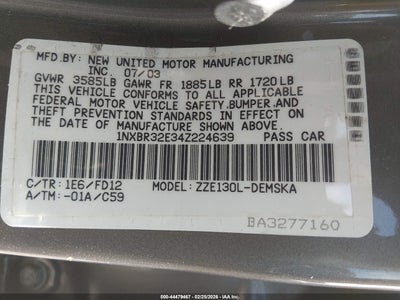 MFD.BY: NEW UNITED MOTOR MANUFACTURING
INC. 07/03
GVWR 3585LB GAWR FR 1885LB RR 1720LB
THIS VEHICLE CONFORMS TO ALL APPLICABLE
FEDERAL MOTOR VEHICLE SAFETY,BUMPER,AND
THEFT PREVENTION STANDARDS IN EFFECT ON
THE DATE OF MANUFACTURE SHOWN ABOVE.
1NXBR32E34Z224639 PASS CAR
C/TR: 1E6/FD12 MODEL: ZZE130L-DEMSKA
A/TM: -01A/C59
BA3277160
000-44479467 - 02/25/2026 - IAAI.COM